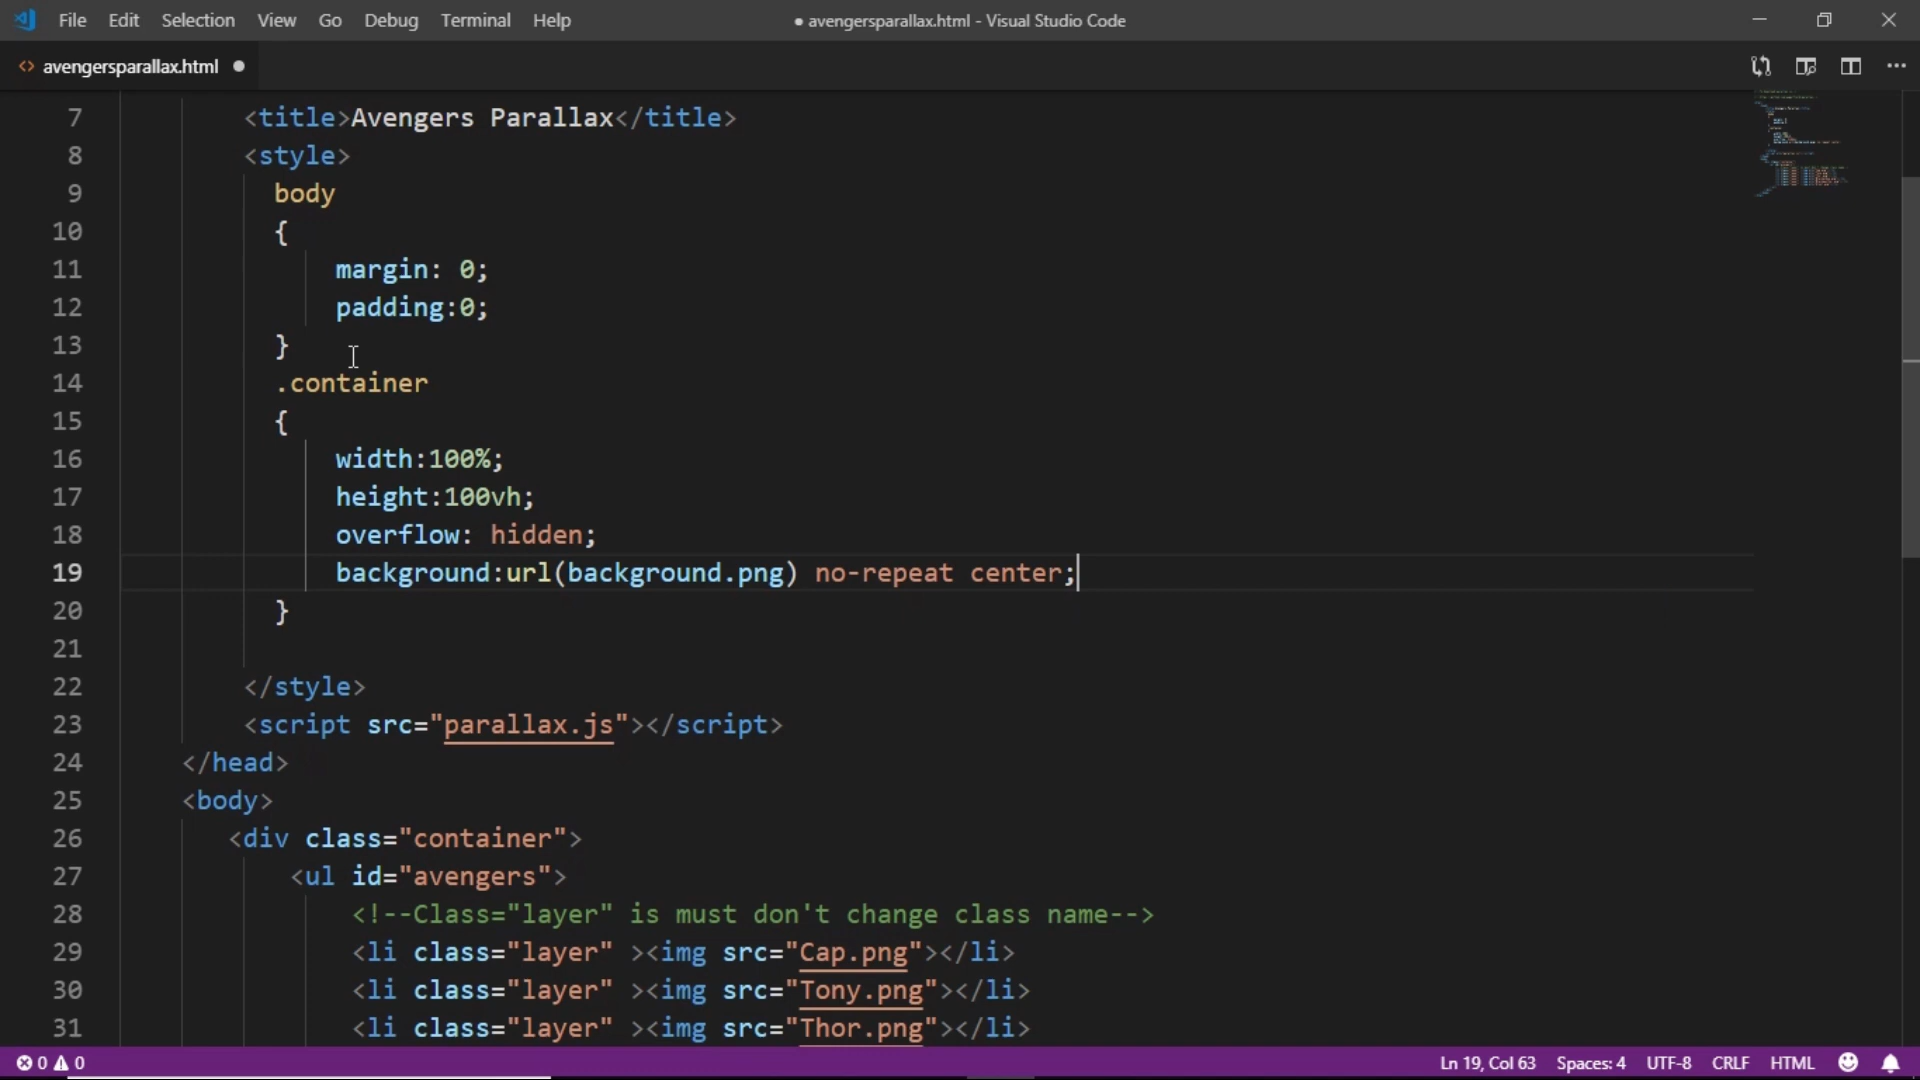 File Edit Selection View Go Debug Terminal Help ● avengersparallax.html - Visual Studio Code
<> avengersparallax.html ●
7 <title>Avengers Parallax</title>
8 <style>
9 body
10 {
11 margin: 0;
12 padding:0;
13 }
14 .container
15 {
16 width:100%;
17 height:100vh;
18 overflow: hidden;
19 background:url(background.png) no-repeat center;
20 }
21
22 </style>
23 <script src="parallax.js"></script>
24 </head>
25 <body>
26 <div class="container">
27 <ul id="avengers">
28 <!--Class="layer" is must don't change class name-->
29 <li class="layer" ><img src="Cap.png"></li>
30 <li class="layer" ><img src="Tony.png"></li>
31 <li class="layer" ><img src="Thor.png"></li>
0 0 Ln 19, Col 63 Spaces: 4 UTF-8 CRLF HTML